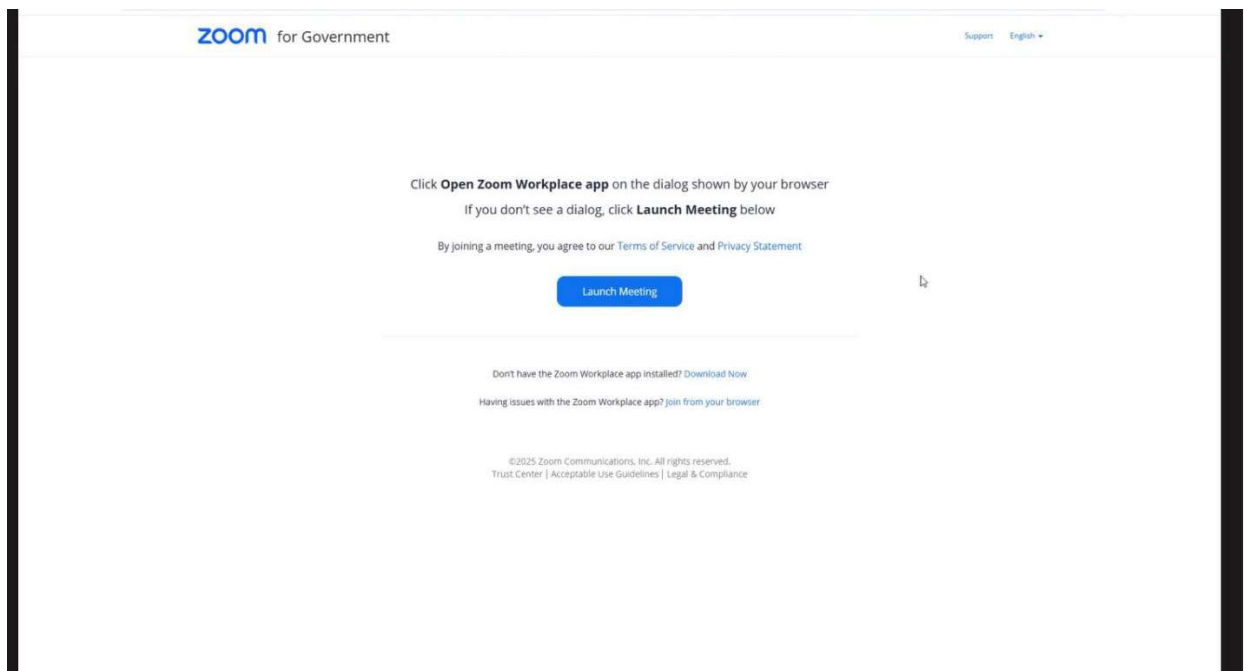 zoom for Government
Support English
Click Open Zoom Workplace app on the dialog shown by your browser
If you don't see a dialog, click Launch Meeting below
By joining a meeting, you agree to our Terms of Service and Privacy Statement
Launch Meeting
Don't have the Zoom Workplace app installed? Download Now
Having issues with the Zoom Workplace app? Join from your browser
©2025 Zoom Communications, Inc. All rights reserved.
Trust Center | Acceptable Use Guidelines | Legal & Compliance